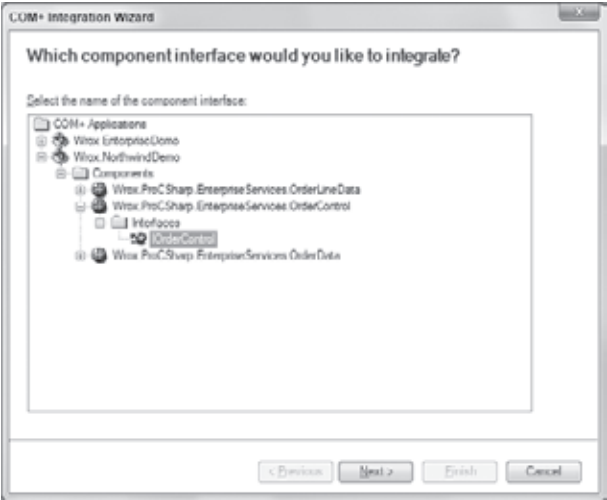 COM+ Integration Wizard
Which component interface would you like to integrate?
Select the name of the component interface:
COM+ Applications
Wrox.EnterpriseDemo
Wrox.NorthwindDemo
Components
Wrox.ProCSharp.EnterpriseServices.OrderLineData
Wrox.ProCSharp.EnterpriseServices.OrderControl
Interfaces
IOrderControl
Wrox.ProCSharp.EnterpriseServices.OrderData
< Previous Next > Finish Cancel